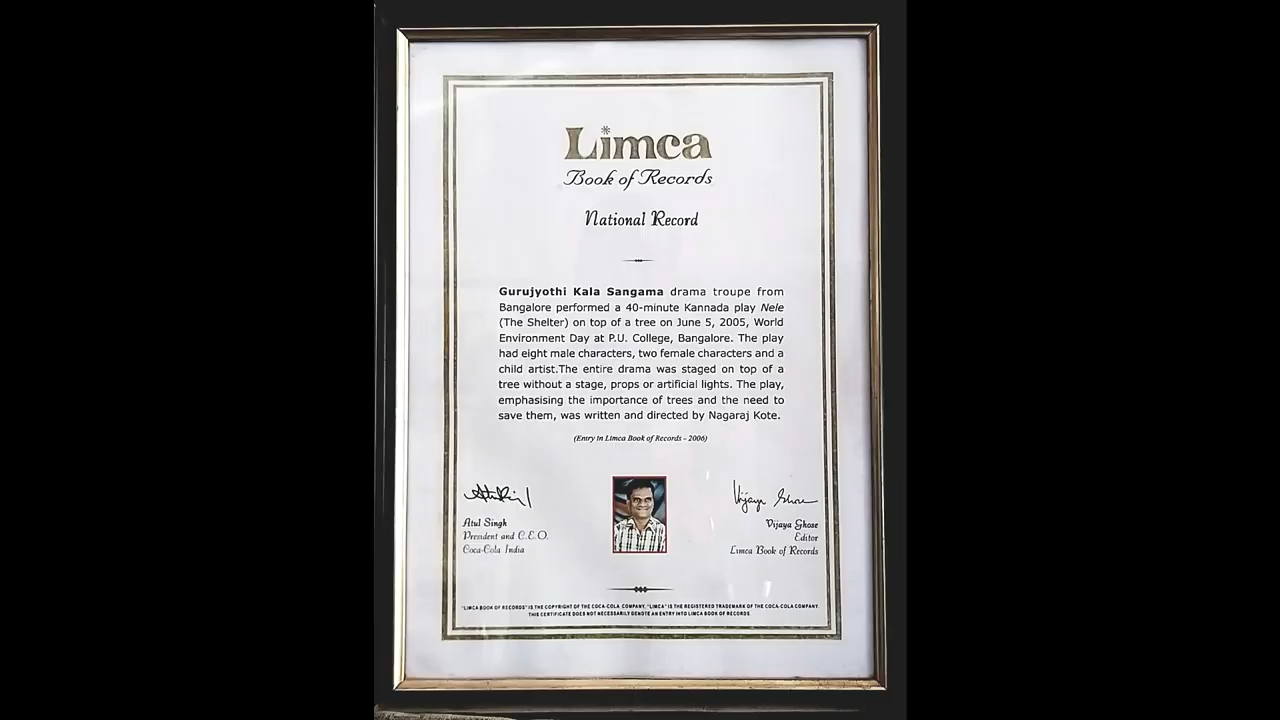 Limca
Book of Records
National Record
Gurujyothi Kala Sangama drama troupe from
Bangalore performed a 40-minute Kannada play Nele
(The Shelter) on top of a tree on June 5, 2005, World
Environment Day at P.U. College, Bangalore. The play
had eight male characters, two female characters and a
child artist.The entire drama was staged on top of a
tree without a stage, props or artificial lights. The play,
emphasising the importance of trees and the need to
save them, was written and directed by Nagaraj Kote.
(Entry in Limca Book of Records - 2006)
Atul Singh
President and C.E.O.
Coca-Cola India
Vijaya Ghose
Vijaya Ghose
Editor
Limca Book of Records
"LIMCA BOOK OF RECORDS" IS THE COPYRIGHT OF THE COCA-COLA COMPANY, "LIMCA" IS THE REGISTERED TRADEMARK OF THE COCA-COLA COMPANY.
THIS CERTIFICATE DOES NOT NECESSARILY DENOTE AN ENTRY INTO LIMCA BOOK OF RECORDS.